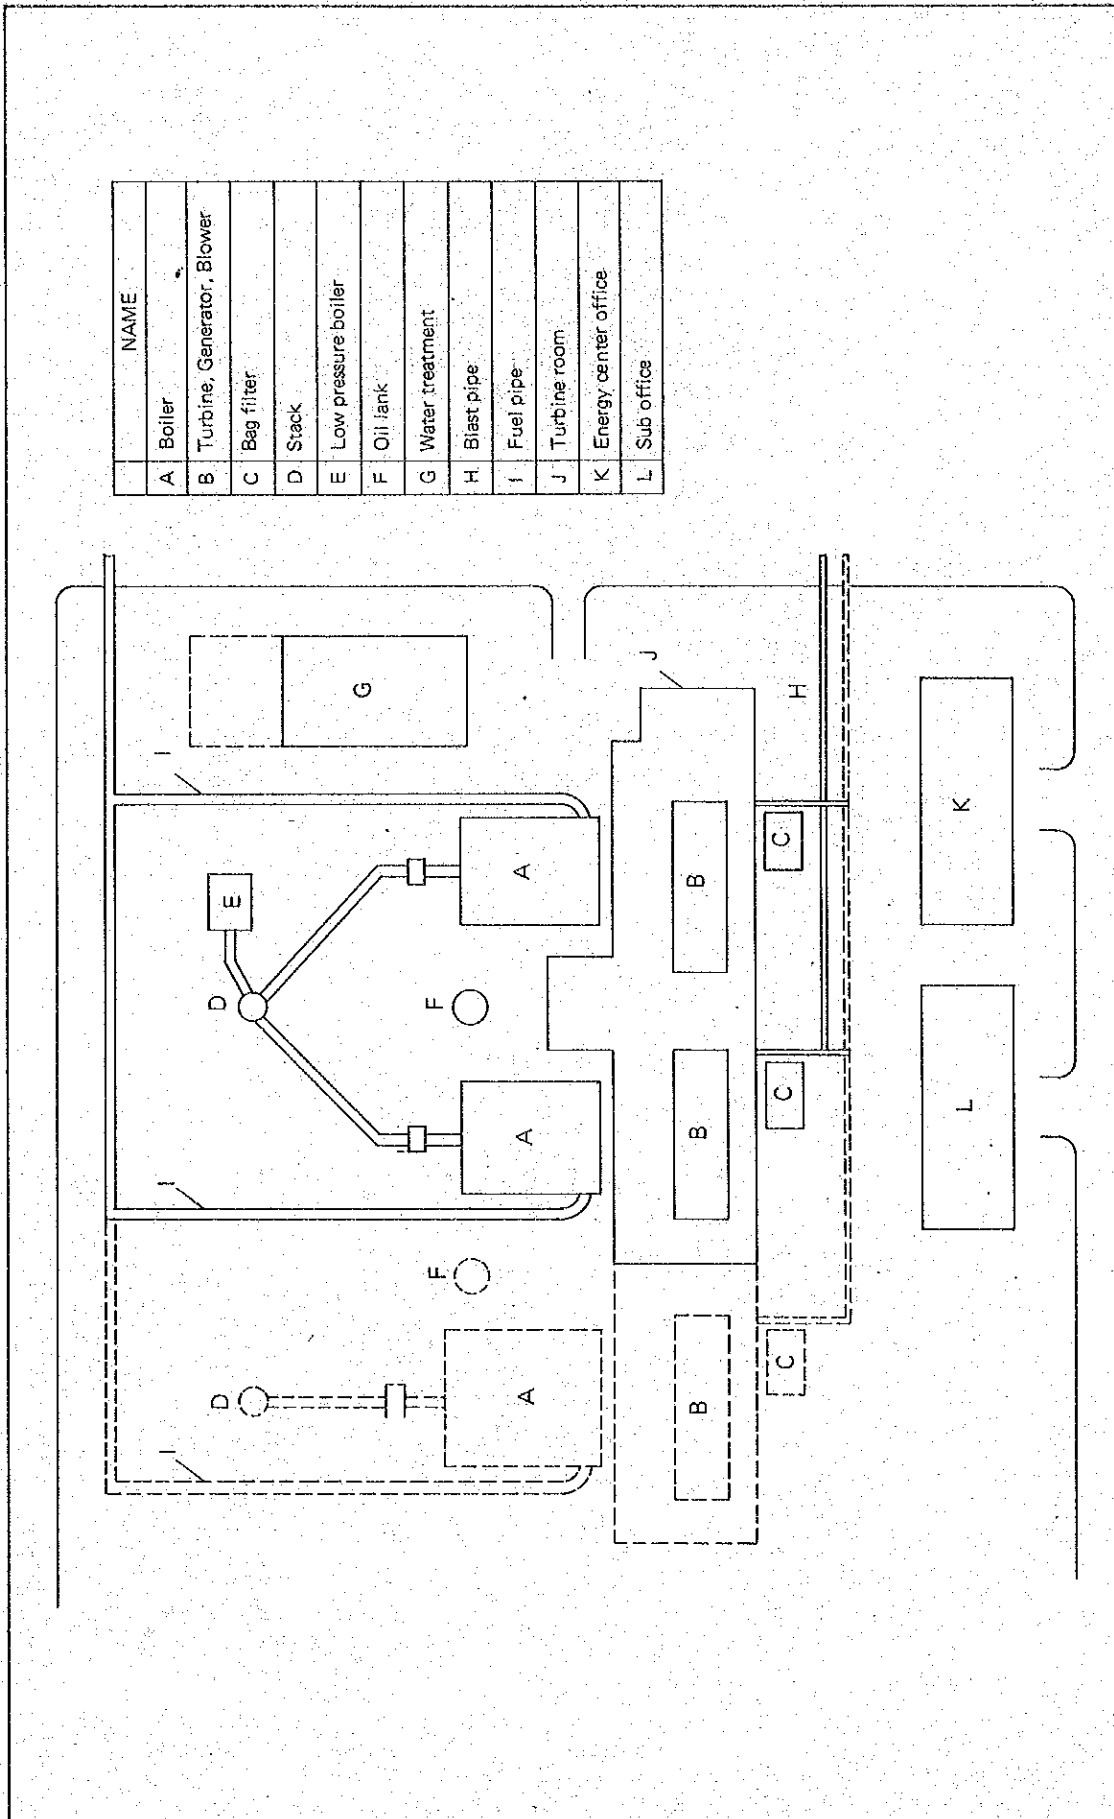 NAME
A Boiler
B Turbine, Generator, Blower
C Bag filter
D Stack
E Low pressure boiler
F Oil lank
G Water treatment
H Blast pipe
I Fuel pipe
J Turbine room
K Energy center office
L Sub office
I
I
I
D
D
E
G
F
F
A
A
A
J
B
B
B
H
C
C
C
L
K